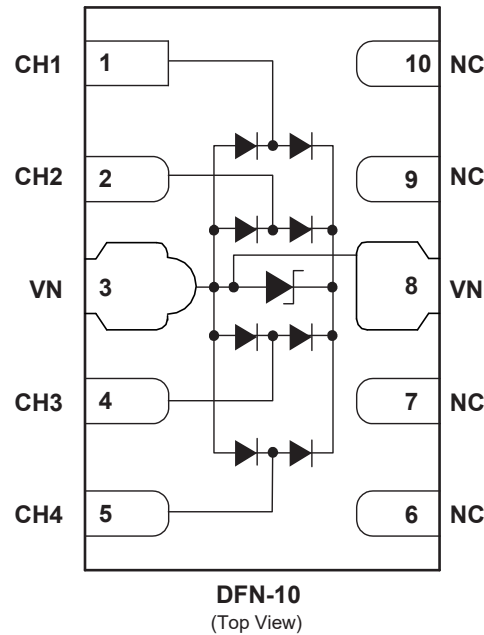 CH1 1 10 NC
CH2 2 9 NC
VN 3 8 VN
CH3 4 7 NC
CH4 5 6 NC
DFN-10
(Top View)